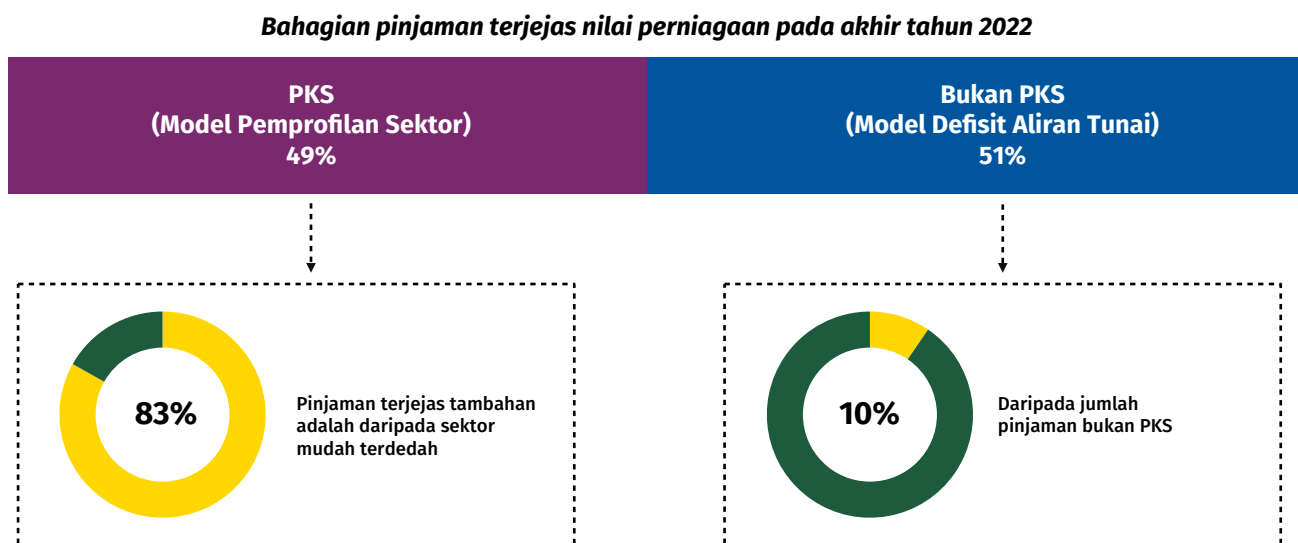 Bahagian pinjaman terjejas nilai perniagaan pada akhir tahun 2022
PKS
(Model Pemprofilan Sektor)
49%
Bukan PKS
(Model Defisit Aliran Tunai)
51%
83%
Pinjaman terjejas tambahan
adalah daripada sektor
mudah terdedah
10%
Daripada jumlah
pinjaman bukan PKS